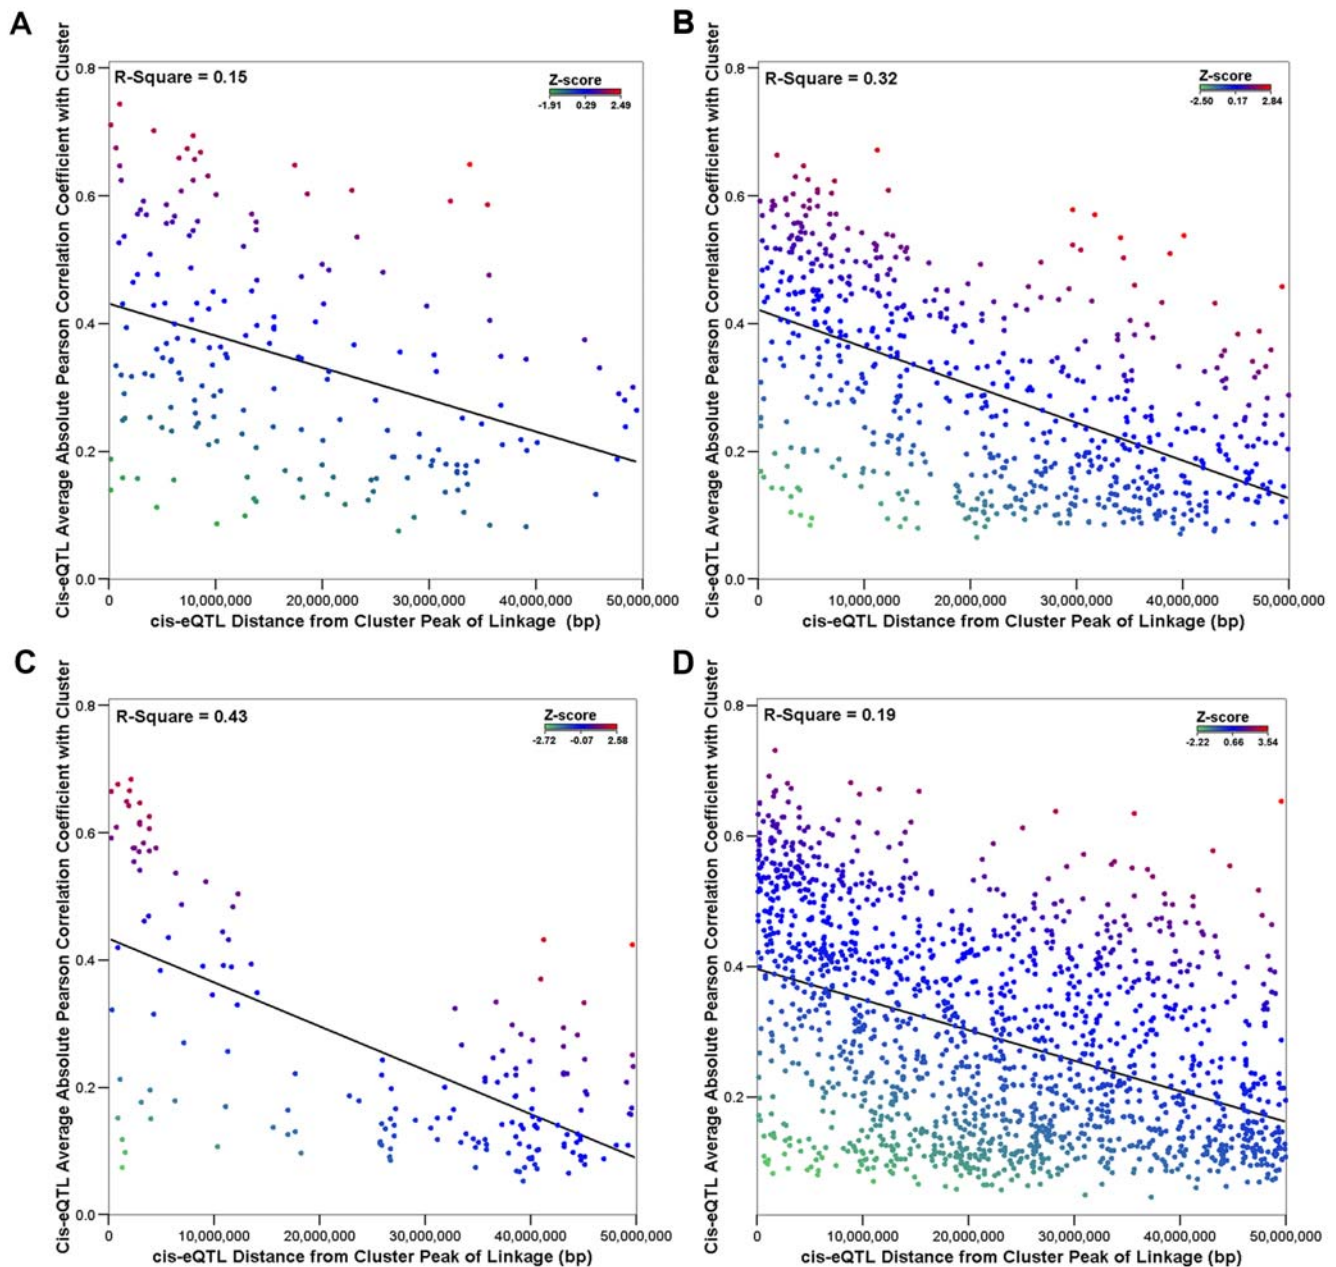 A
Cis-eQTL Average Absolute Pearson Correlation Coefficient with Cluster
R-Square = 0.15
Z-score
-1.91 0.29 2.49
0.8
0.6
0.4
0.2
0.0
0 10,000,000 20,000,000 30,000,000 40,000,000 50,000,000
cis-eQTL Distance from Cluster Peak of Linkage (bp)
B
Cis-eQTL Average Absolute Pearson Correlation Coefficient with Cluster
R-Square = 0.32
Z-score
-2.50 0.17 2.84
0.8
0.6
0.4
0.2
0.0
0 10,000,000 20,000,000 30,000,000 40,000,000 50,000,000
cis-eQTL Distance from Cluster Peak of Linkage (bp)
C
Cis-eQTL Average Absolute Pearson Correlation Coefficient with Cluster
R-Square = 0.43
Z-score
-2.72 -0.07 2.58
0.8
0.6
0.4
0.2
0.0
0 10,000,000 20,000,000 30,000,000 40,000,000 50,000,000
cis-eQTL Distance from Cluster Peak of Linkage (bp)
D
Cis-eQTL Average Absolute Pearson Correlation Coefficient with Cluster
R-Square = 0.19
Z-score
-2.22 0.66 3.54
0.8
0.6
0.4
0.2
0 10,000,000 20,000,000 30,000,000 40,000,000 50,000,000
cis-eQTL Distance from Cluster Peak of Linkage (bp)